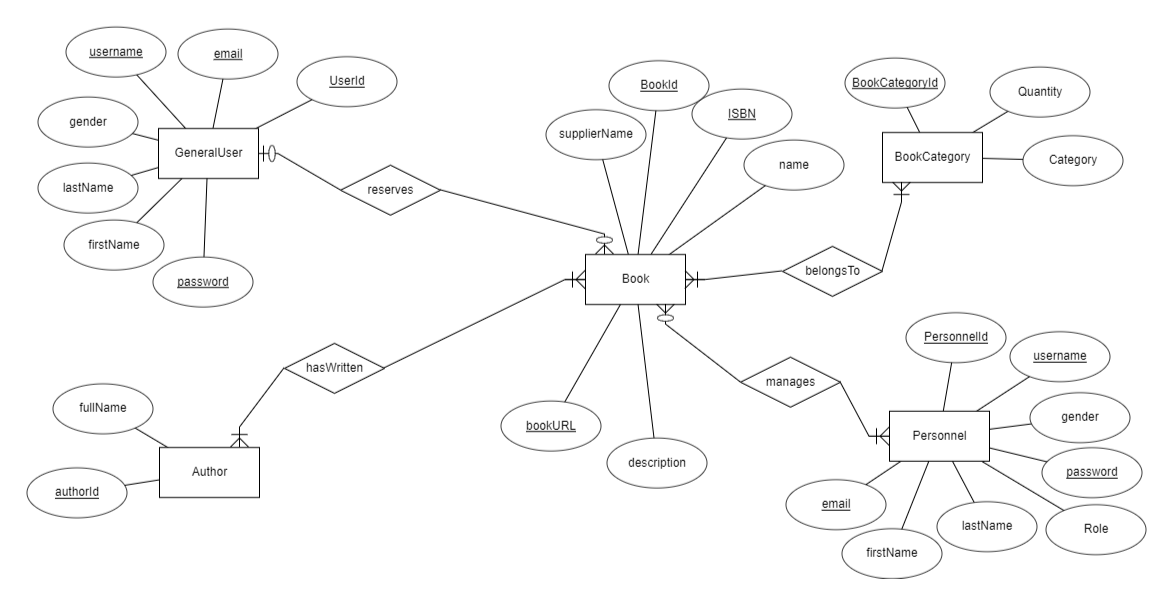 username
email
UserId
gender
GeneralUser
lastName
firstName
password
reserves
supplierName
BookId
ISBN
name
Book
bookURL
description
BookCategoryId
Quantity
BookCategory
Category
belongsTo
hasWritten
fullName
Author
authorId
manages
PersonnelId
username
gender
Personnel
password
email
lastName
Role
firstName